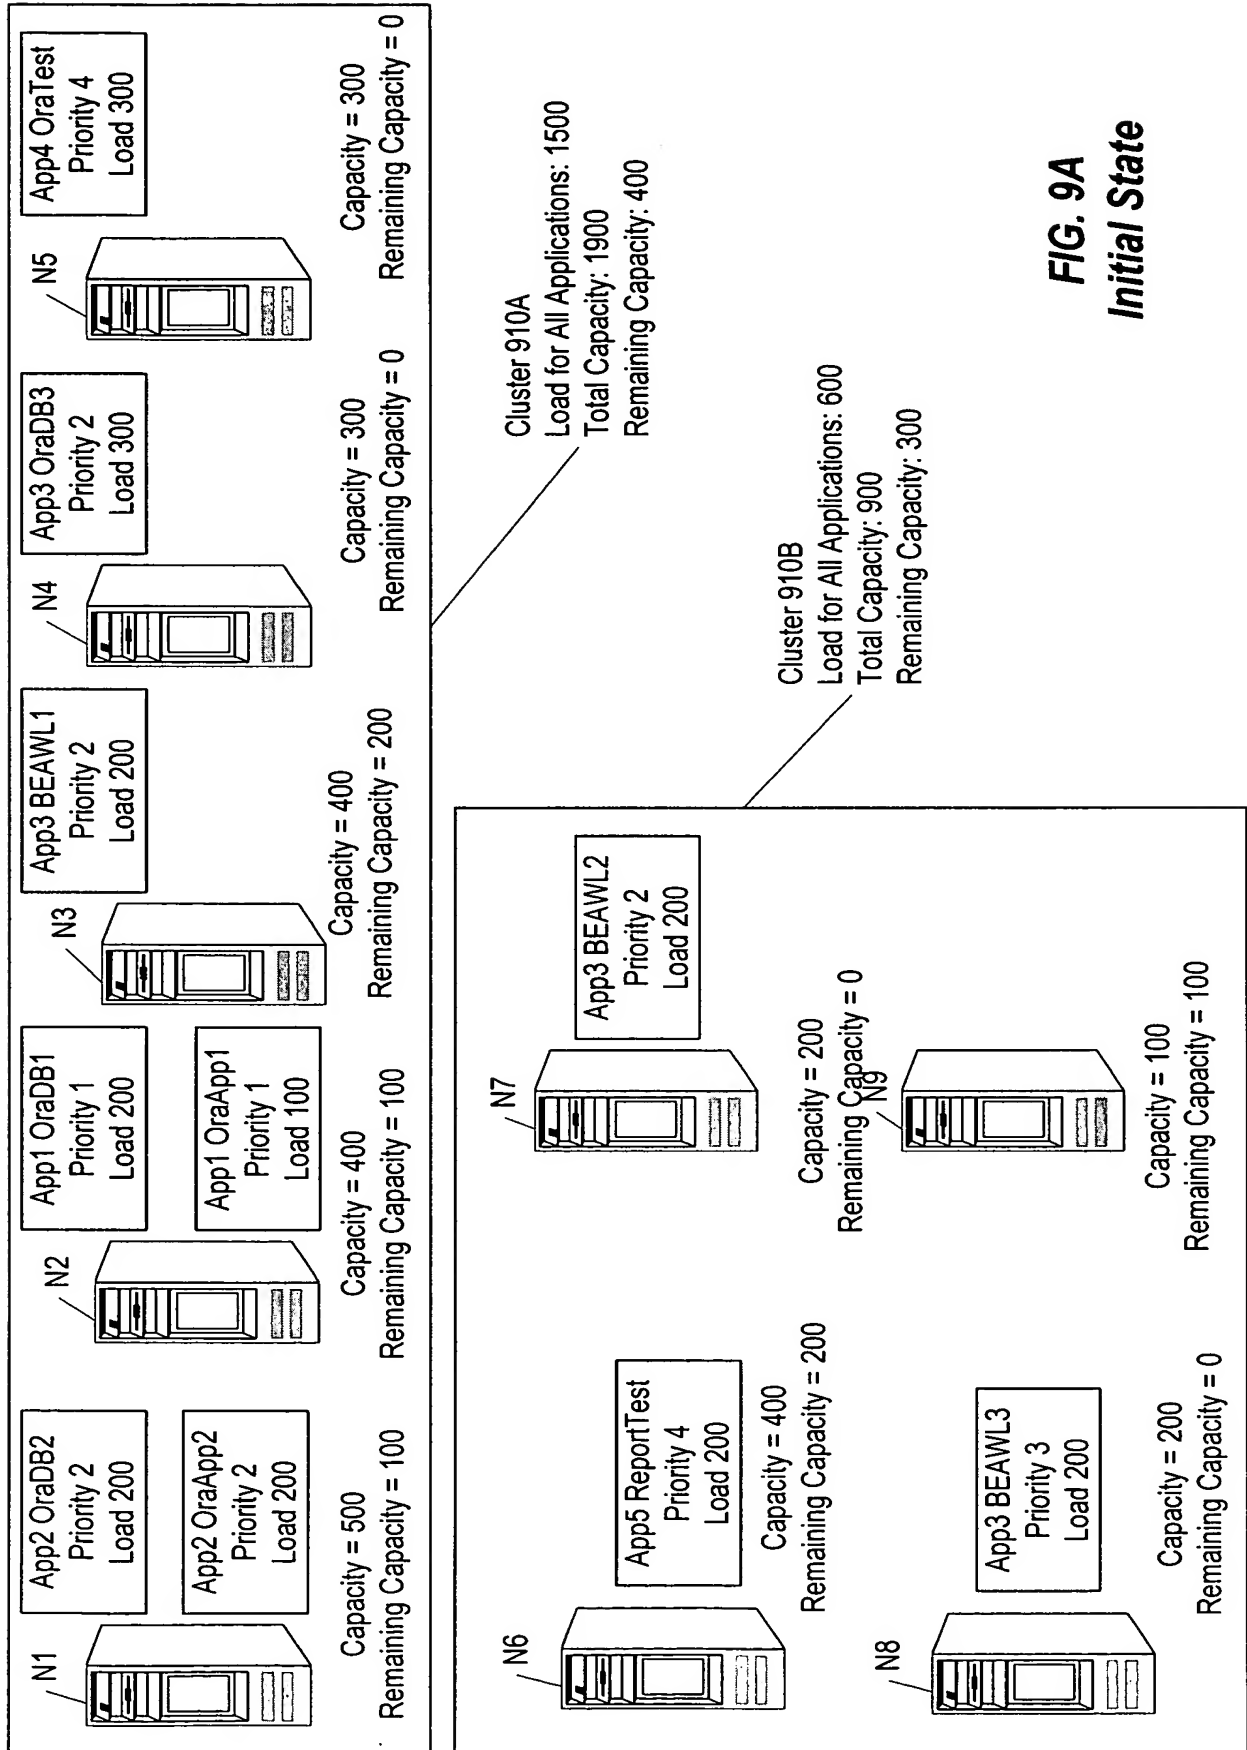 N1
App2 OraDB2
Priority 2
Load 200
App2 OraApp2
Priority 2
Load 200
Capacity = 500
Remaining Capacity = 100
N2
App1 OraDB1
Priority 1
Load 200
App1 OraApp1
Priority 1
Load 100
Capacity = 400
Remaining Capacity = 100
N3
App3 BEAWL1
Priority 2
Load 200
Capacity = 400
Remaining Capacity = 200
N4
App3 OraDB3
Priority 2
Load 300
Capacity = 300
Remaining Capacity = 0
N5
App4 OraTest
Priority 4
Load 300
Capacity = 300
Remaining Capacity = 0
Cluster 910A
Load for All Applications: 1500
Total Capacity: 1900
Remaining Capacity: 400
N6
App5 ReportTest
Priority 4
Load 200
Capacity = 400
Remaining Capacity = 200
N7
App3 BEAWL2
Priority 2
Load 200
Capacity = 200
Remaining Capacity = 0
N8
App3 BEAWL3
Priority 3
Load 200
Capacity = 200
Remaining Capacity = 0
N9
Capacity = 100
Remaining Capacity = 100
Cluster 910B
Load for All Applications: 600
Total Capacity: 900
Remaining Capacity: 300
FIG. 9A
Initial State